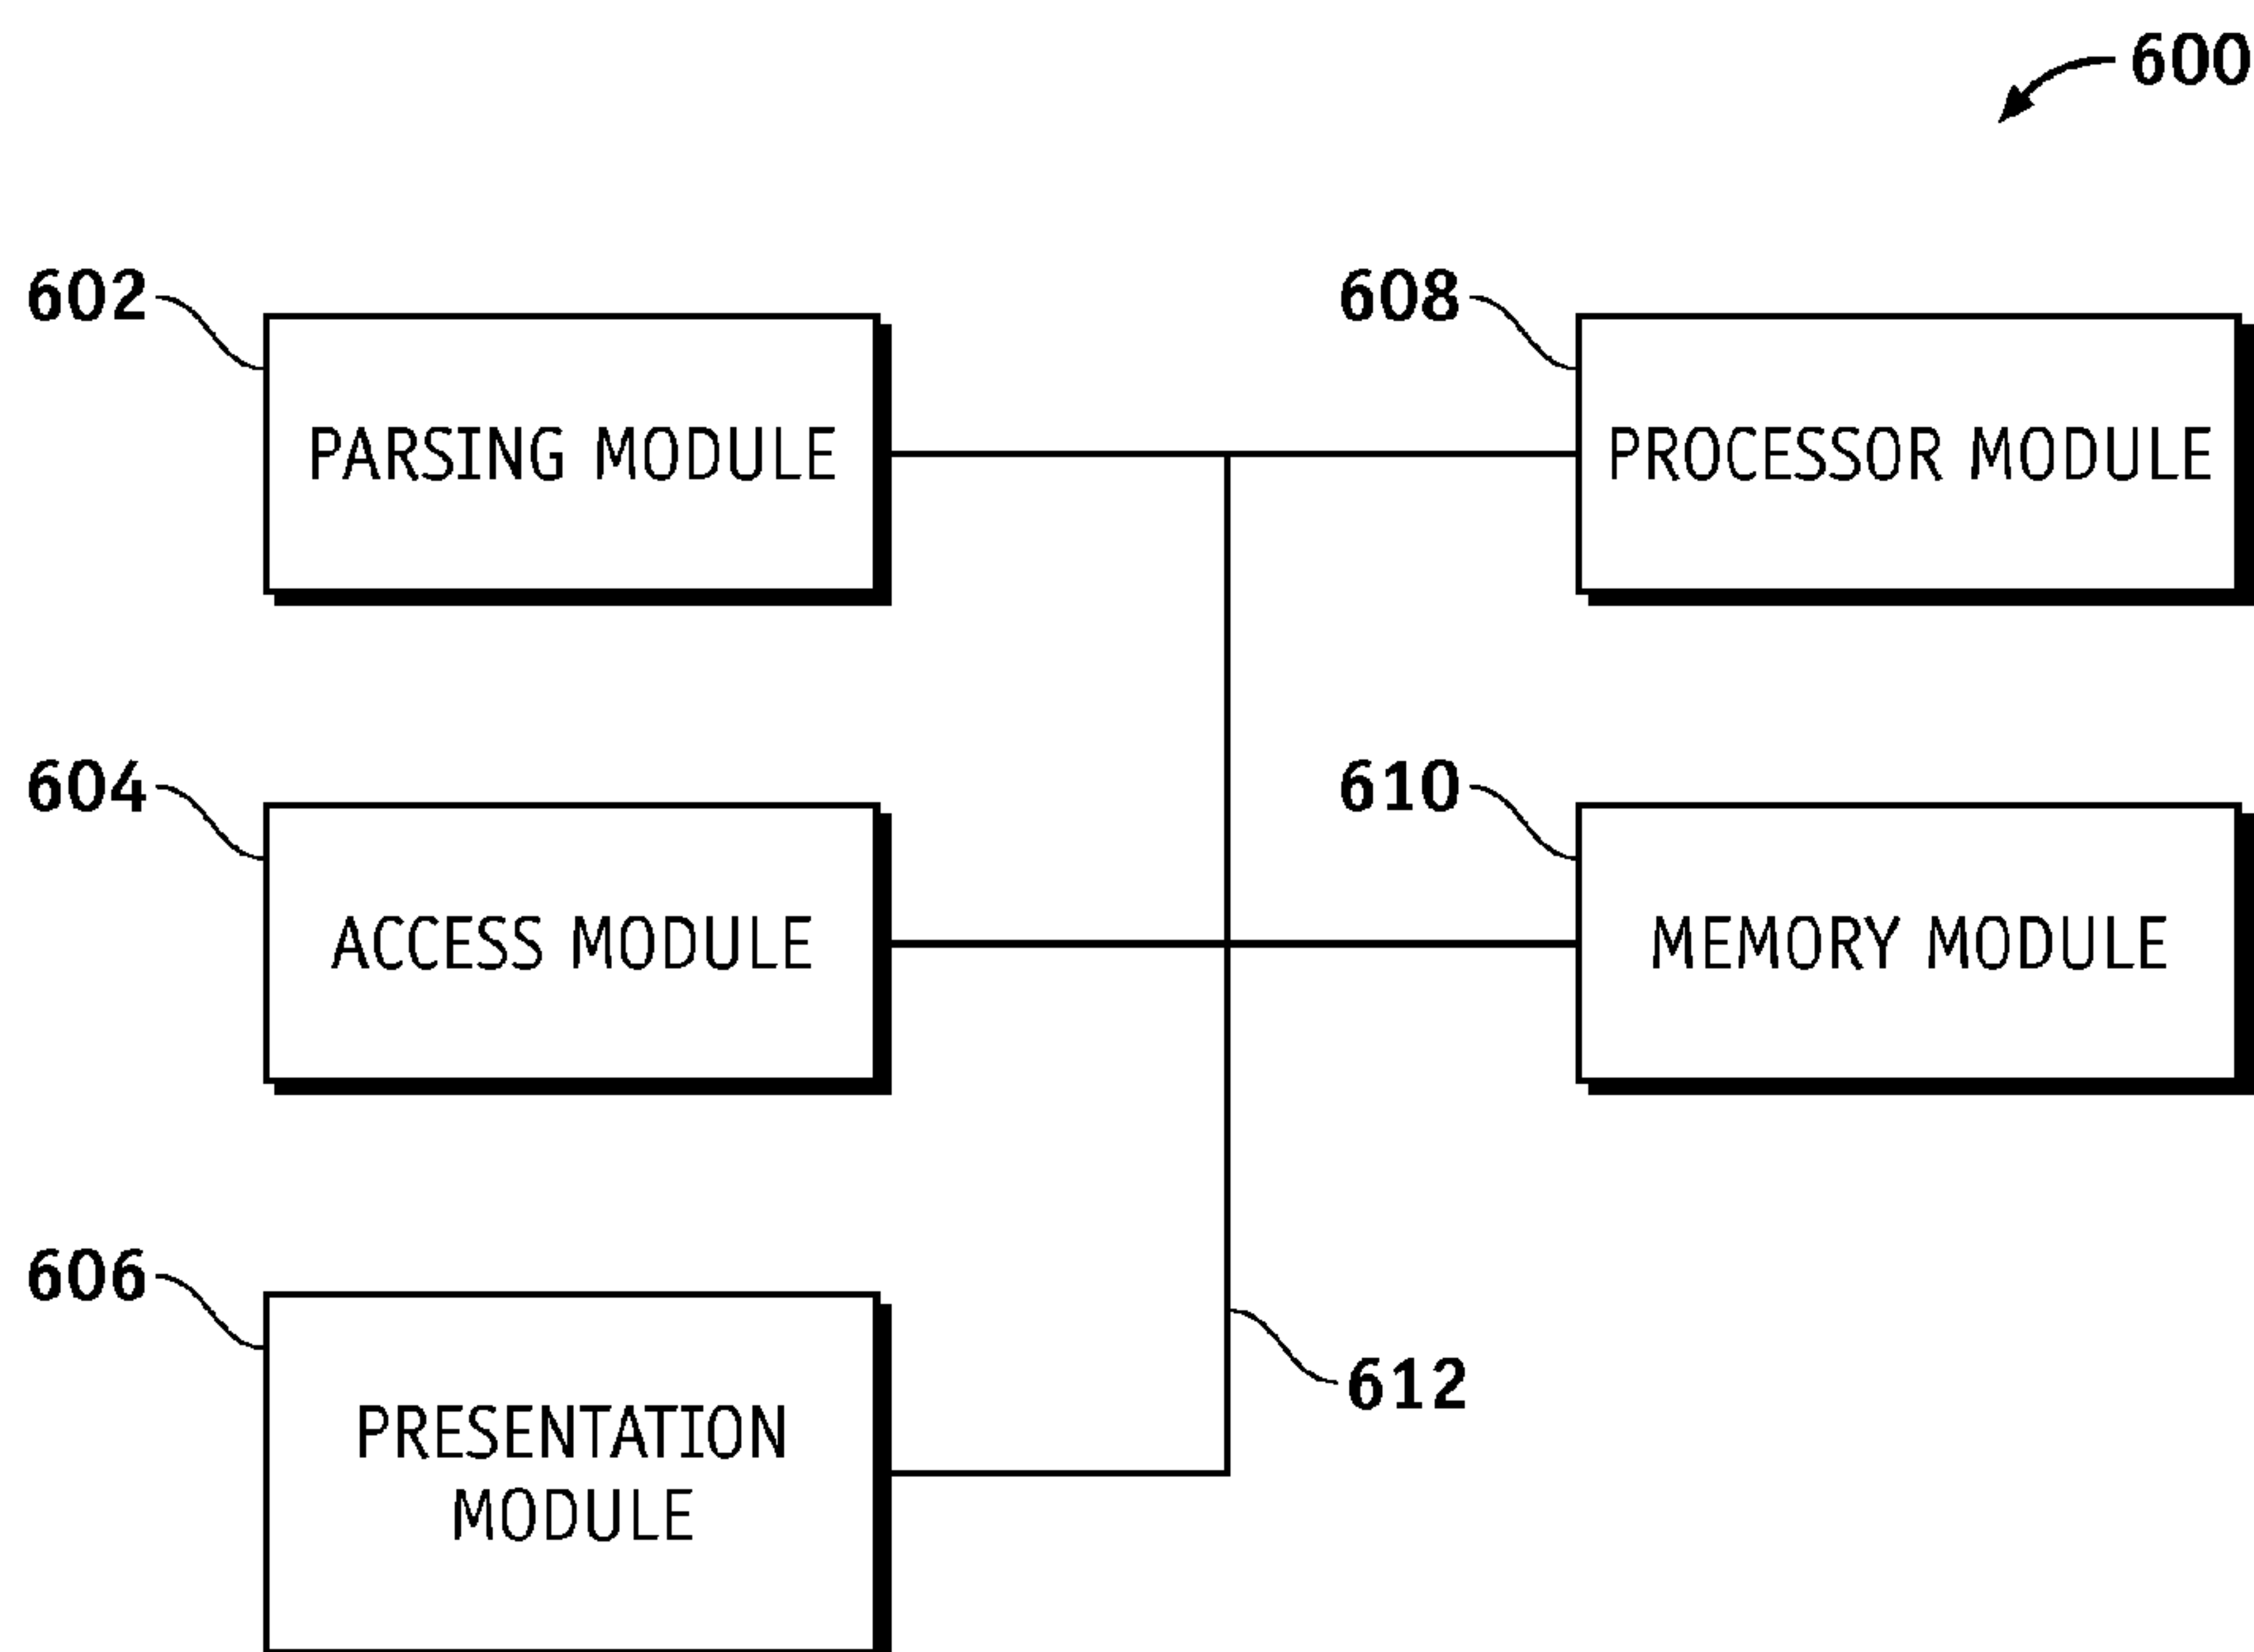 600
602
PARSING MODULE
608
PROCESSOR MODULE
604
ACCESS MODULE
610
MEMORY MODULE
606
PRESENTATION
MODULE
612